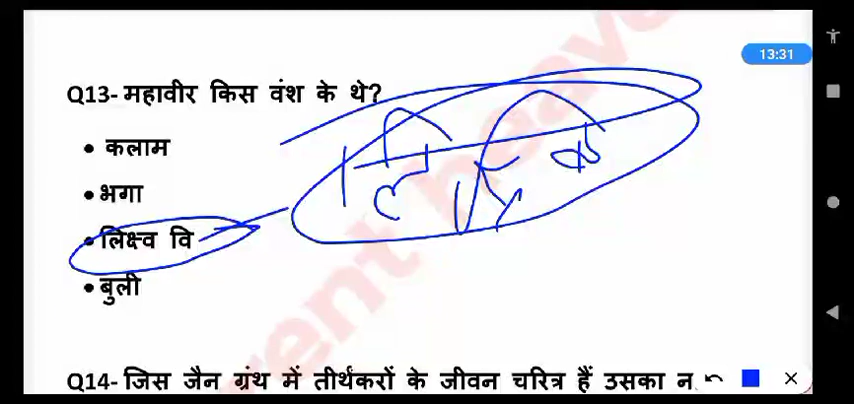 13:31
Q13- महावीर किस वंश के थे?
• कलाम
• भगा
• लिक्ष्व वि
• बुली
Q14- जिस जैन ग्रंथ में तीर्थंकरों के जीवन चरित्र हैं उसका न